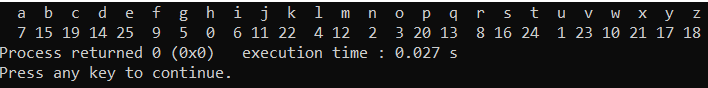 a b c d e f g h i j k l m n o p q r s t u v w x y z
7 15 19 14 25 9 5 0 6 11 22 4 12 2 3 20 13 8 16 24 1 23 10 21 17 18
Process returned 0 (0x0) execution time : 0.027 s
Press any key to continue.